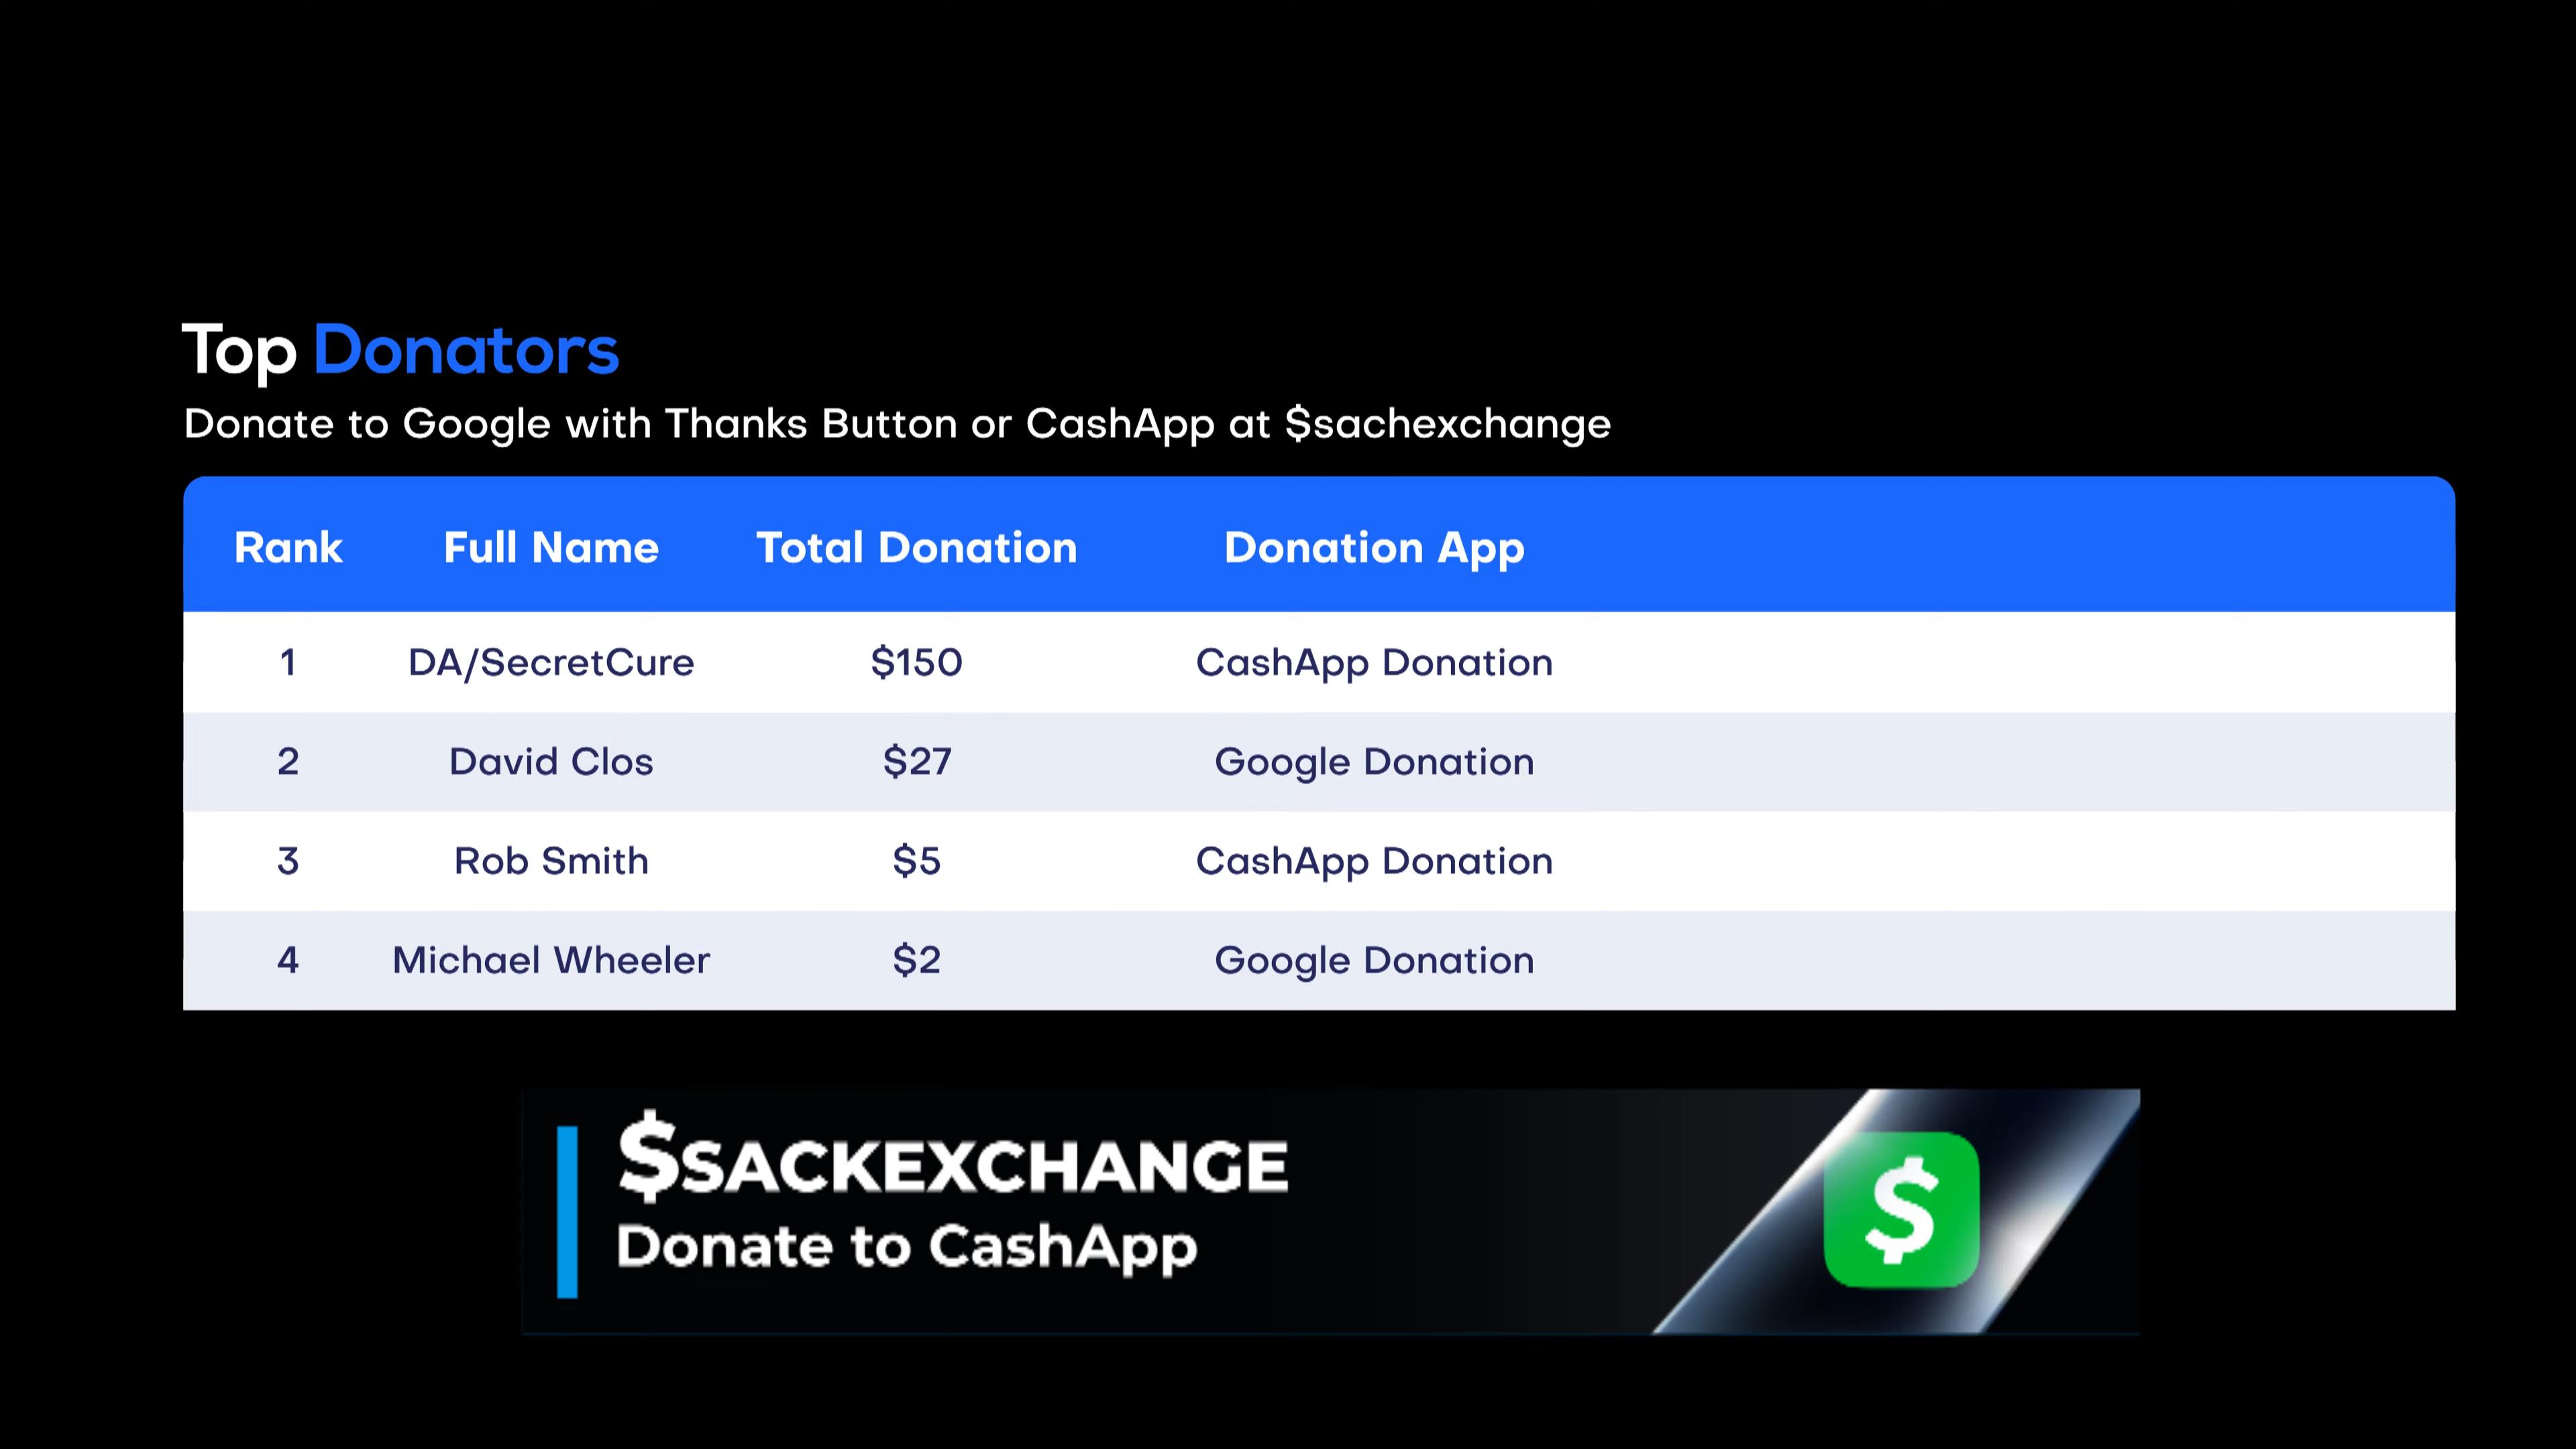 Top Donators
Donate to Google with Thanks Button or CashApp at $sachexchange
Rank Full Name Total Donation Donation App
1 DA/SecretCure $150 CashApp Donation
2 David Clos $27 Google Donation
3 Rob Smith $5 CashApp Donation
4 Michael Wheeler $2 Google Donation
$SACKEXCHANGE
Donate to CashApp
$